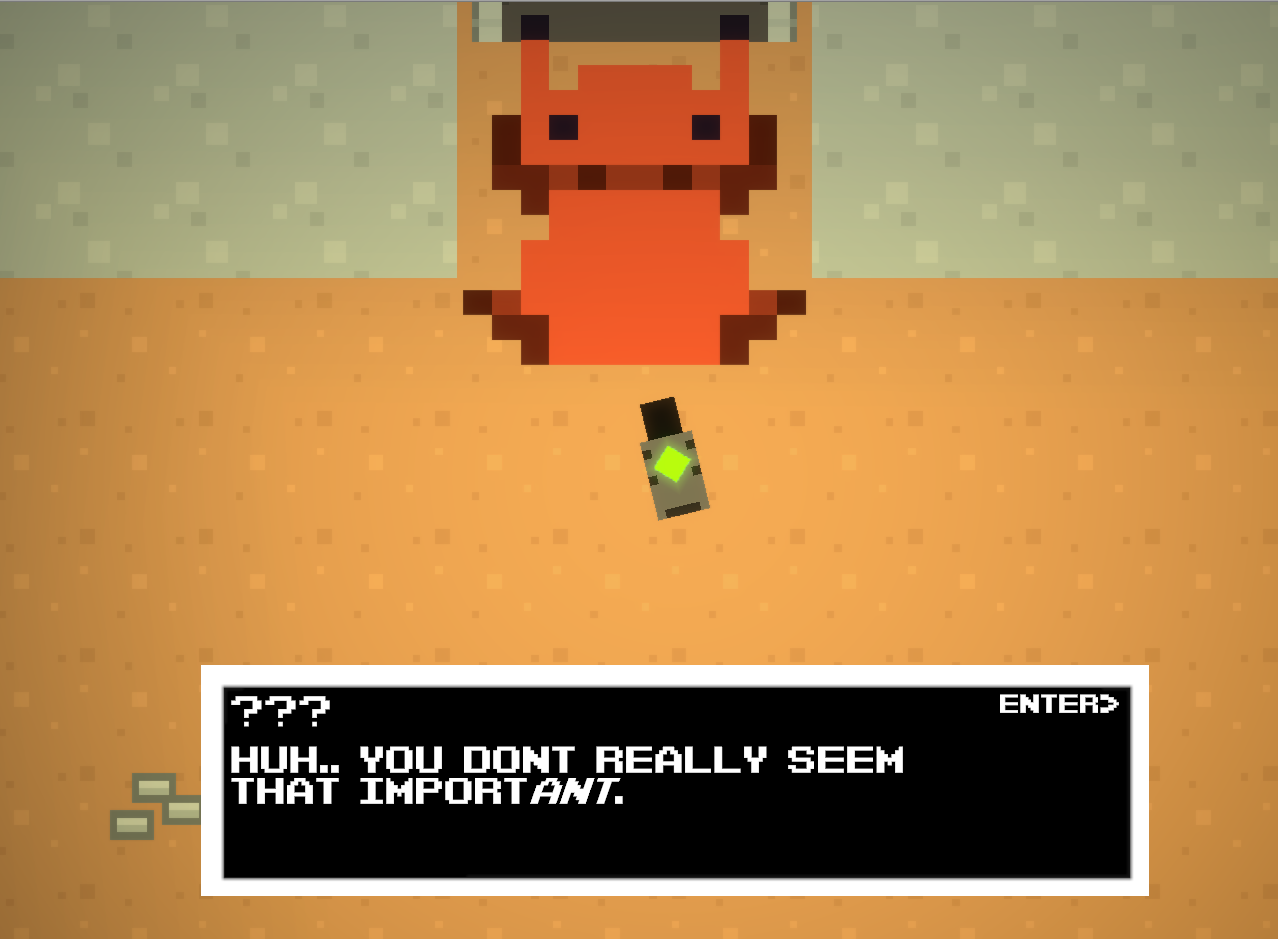 ???
ENTER>
HUH.. YOU DONT REALLY SEEM
THAT IMPORTANT.